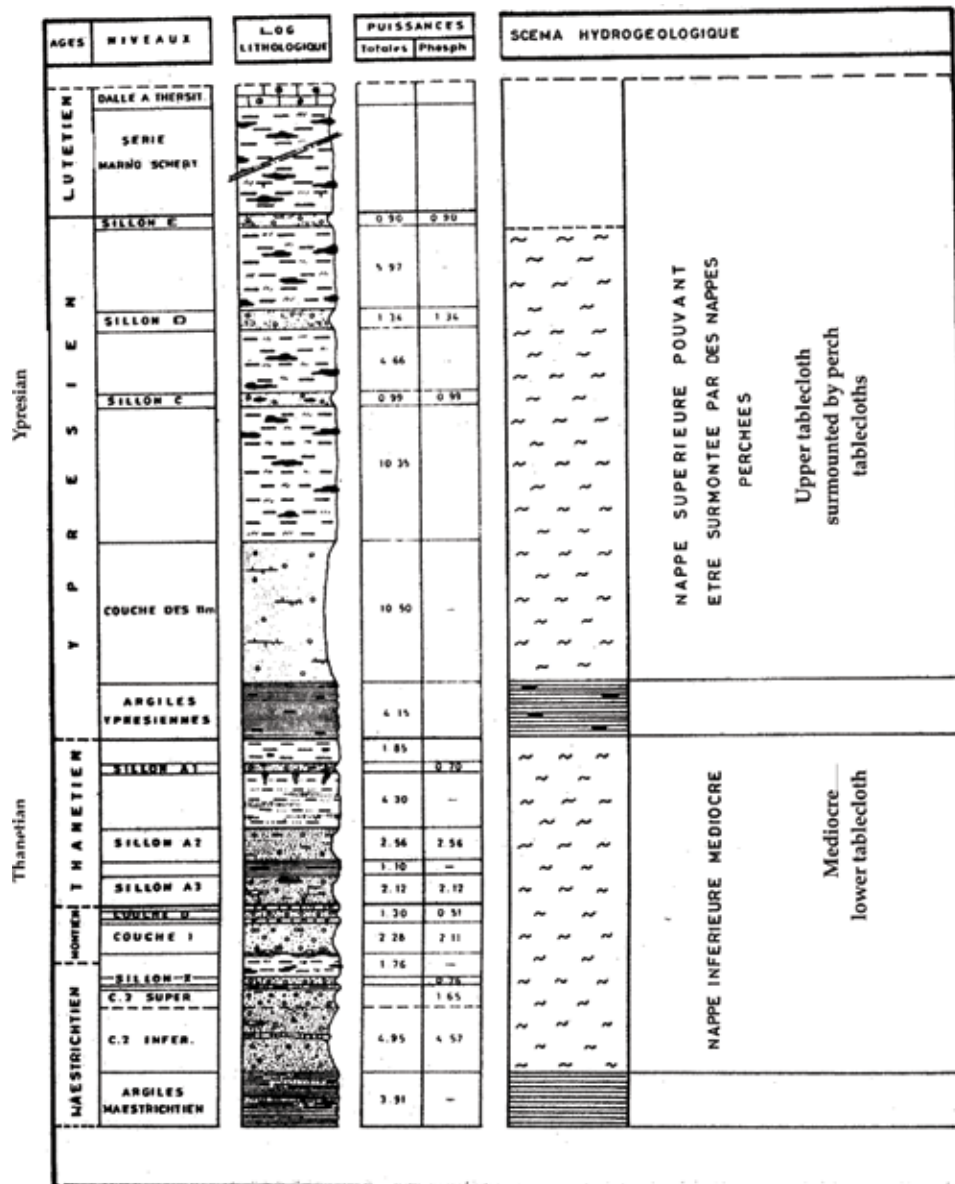 AGES
NIVEAUX
LOG
LITHOLOGIQUE
PUISSANCES
Totales Phosph
SCEMA HYDROGEOLOGIQUE
LUTETIEN
DALLE A THERSIT.
SERIE
MARNO SCHERT
SILLON E
0.90 0.90
Ypresian
YPRESIEN
5.97 -
SILLON D
1.34 1.34
4.66 -
SILLON C
0.99 0.99
10.35
COUCHE DES 11m
10.50 -
ARGILES
YPRESIENNES
4.15
NAPPE SUPERIEURE POUVANT
ETRE SURMONTEE PAR DES NAPPES
PERCHEES
Upper tablecloth
surmounted by perch
tablecloths
Thanetian
THANETIEN
1.85
SILLON A1
0.70
4.30 -
SILLON A2
2.56 2.56
1.10 -
SILLON A3
2.12 2.12
MONTIEN
COUCHE 0
1.30 0.51
COUCHE I
2.28 2.11
1.76 -
MAESTRICHTIEN
SILLON X
0.76
C.2 SUPER
1.65
C.2 INFER.
4.95 4.57
ARGILES
MAESTRICHTIEN
3.91 -
NAPPE INFERIEURE MEDIOCRE
Mediocre
lower tablecloth